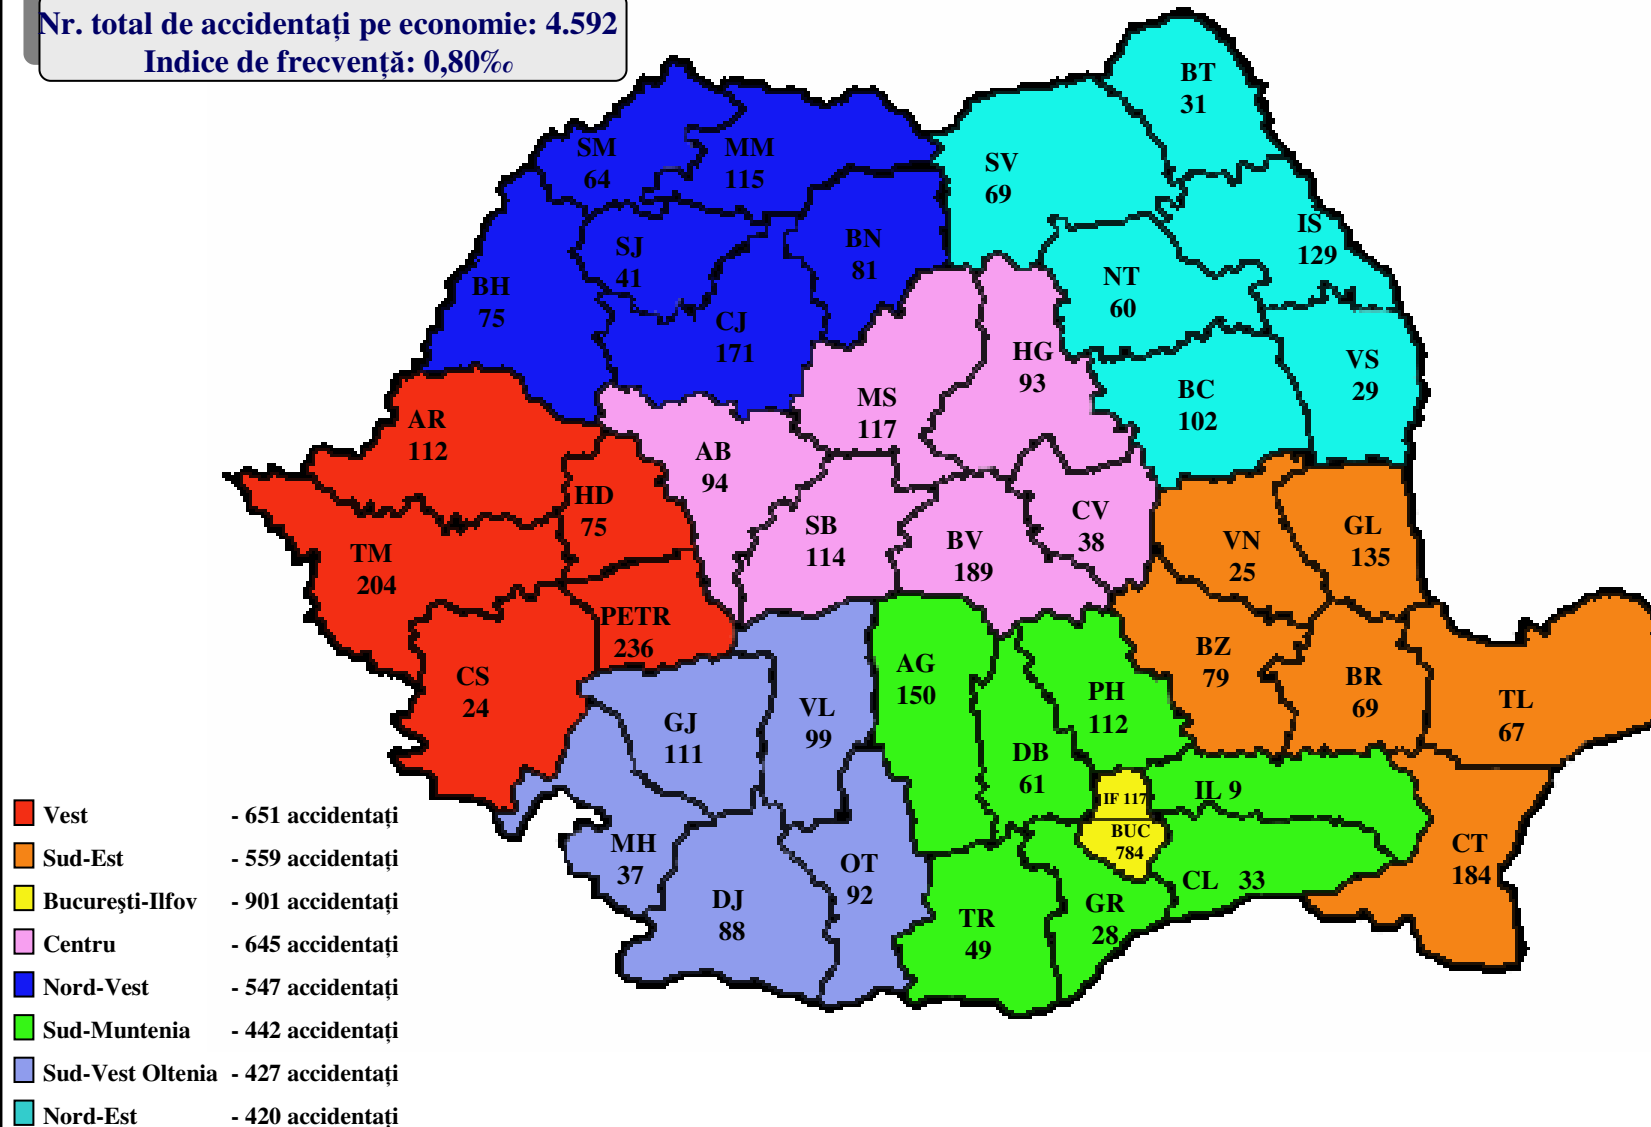 Nr. total de accidentați pe economie: 4.592
Indice de frecvență: 0,80‰
BT
31
SM
64
MM
115
SV
69
IS
129
SJ
41
BN
81
NT
60
BH
75
CJ
171
HG
93
VS
29
MS
117
BC
102
AR
112
AB
94
HD
75
SB
114
BV
189
CV
38
VN
25
GL
135
TM
204
PETR
236
CS
24
AG
150
BZ
79
BR
69
TL
67
GJ
111
VL
99
PH
112
DB
61
IF 117
IL 9
BUC
784
MH
37
OT
92
CL 33
CT
184
DJ
88
TR
49
GR
28
Vest - 651 accidentați
Sud-Est - 559 accidentați
Bucureşti-Ilfov - 901 accidentați
Centru - 645 accidentați
Nord-Vest - 547 accidentați
Sud-Muntenia - 442 accidentați
Sud-Vest Oltenia - 427 accidentați
Nord-Est - 420 accidentați